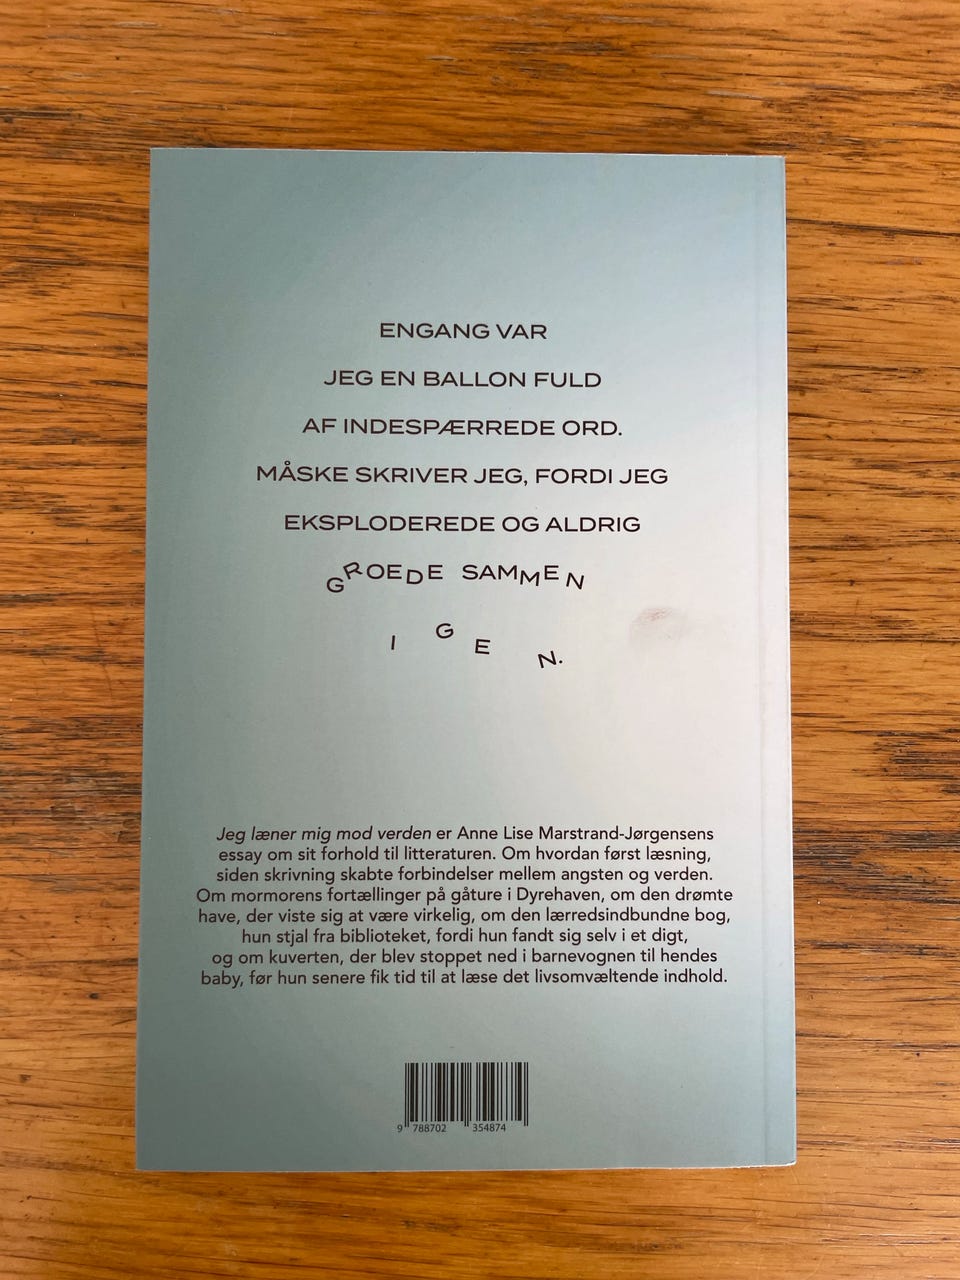 ENGANG VAR
JEG EN BALLON FULD
AF INDESPÆRREDE ORD.
MÅSKE SKRIVER JEG, FORDI JEG
EKSPLODEREDE OG ALDRIG
GROEDE SAMMEN
IGEN.
Jeg læner mig mod verden er Anne Lise Marstrand-Jørgensens
essay om sit forhold til litteraturen. Om hvordan først læsning,
siden skrivning skabte forbindelser mellem angsten og verden.
Om mormorens fortællinger på gåture i Dyrehaven, om den drømte
have, der viste sig at være virkelig, om den lærredsindbundne bog,
hun stjal fra biblioteket, fordi hun fandt sig selv i et digt,
og om kuverten, der blev stoppet ned i barnevognen til hendes
baby, før hun senere fik tid til at læse det livsomvæltende indhold.
9 788702 354874